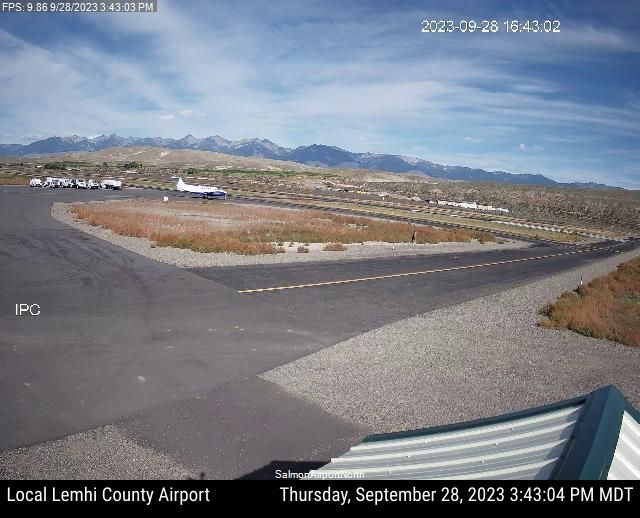 FPS: 9.86 9/28/2023 3:43:03 PM
2023-09-28 16:43:02
IPC
SalmonAirportNorth
Local Lemhi County Airport Thursday, September 28, 2023 3:43:04 PM MDT